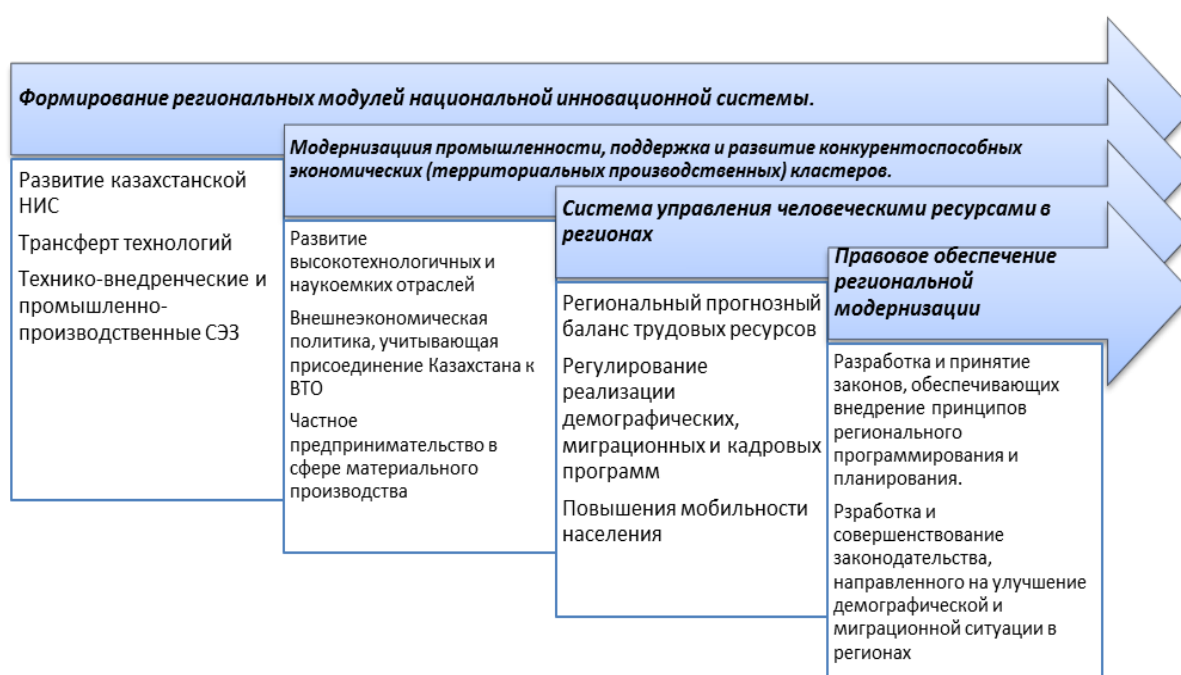 Формирование региональных модулей национальной инновационной системы.
Развитие казахстанской
НИС
Трансферт технологий
Технико-внедренческие и
промышленно-
производственные СЭЗ
Модернизациия промышленности, поддержка и развитие конкурентоспособных
экономических (территориальных производственных) кластеров.
Развитие
высокотехнологичных и
наукоемких отраслей
Внешнеэкономическая
политика, учитывающая
присоединение Казахстана к
ВТО
Частное
предпринимательство в
сфере материального
производства
Система управления человеческими ресурсами в
регионах
Региональный прогнозный
баланс трудовых ресурсов
Регулирование
реализации
демографических,
миграционных и кадровых
программ
Повышения мобильности
населения
Правовое обеспечение
региональной
модернизации
Разработка и принятие
законов, обеспечивающих
внедрение принципов
регионального
программирования и
планирования.
Рзработка и
совершенствование
законодательства,
направленного на улучшение
демографической и
миграционной ситуации в
регионах